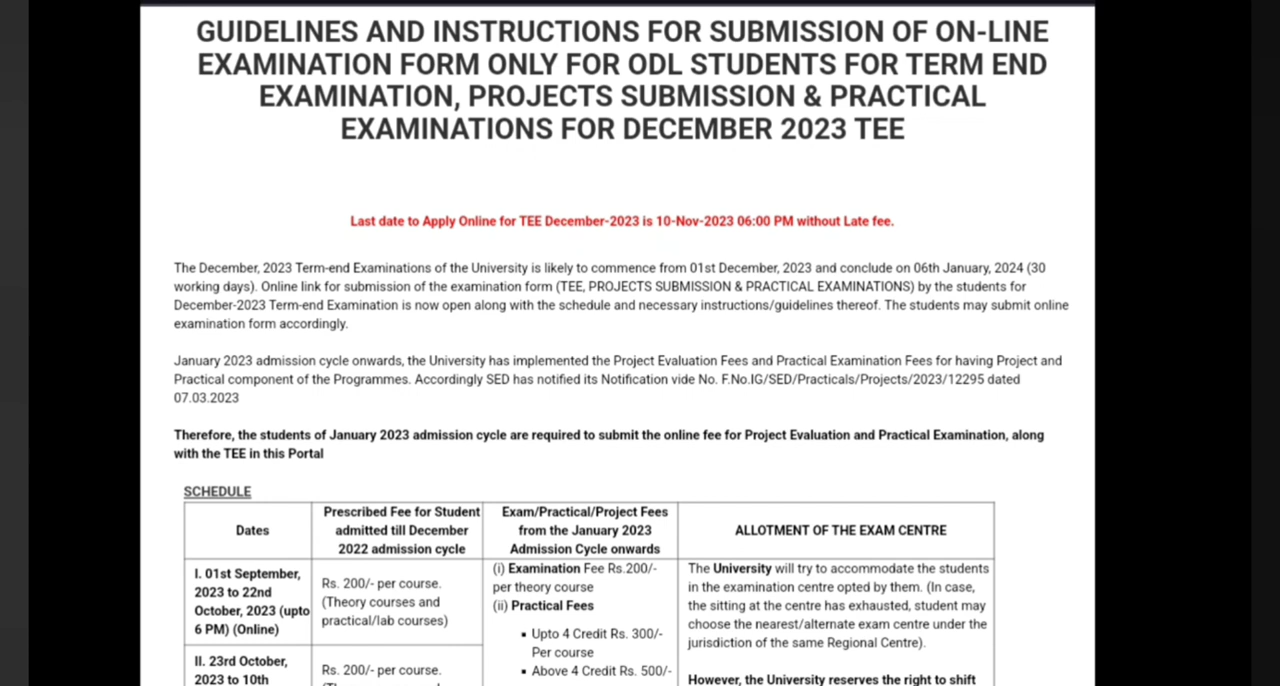 GUIDELINES AND INSTRUCTIONS FOR SUBMISSION OF ON-LINE
EXAMINATION FORM ONLY FOR ODL STUDENTS FOR TERM END
EXAMINATION, PROJECTS SUBMISSION & PRACTICAL
EXAMINATIONS FOR DECEMBER 2023 TEE
Last date to Apply Online for TEE December-2023 is 10-Nov-2023 06:00 PM without Late fee.
The December, 2023 Term-end Examinations of the University is likely to commence from 01st December, 2023 and conclude on 06th January, 2024 (30
working days). Online link for submission of the examination form (TEE, PROJECTS SUBMISSION & PRACTICAL EXAMINATIONS) by the students for
December-2023 Term-end Examination is now open along with the schedule and necessary instructions/guidelines thereof. The students may submit online
examination form accordingly.
January 2023 admission cycle onwards, the University has implemented the Project Evaluation Fees and Practical Examination Fees for having Project and
Practical component of the Programmes. Accordingly SED has notified its Notification vide No. F.No.IG/SED/Practicals/Projects/2023/12295 dated
07.03.2023
Therefore, the students of January 2023 admission cycle are required to submit the online fee for Project Evaluation and Practical Examination, along
with the TEE in this Portal
SCHEDULE
Dates
Prescribed Fee for Student
admitted till December
2022 admission cycle
Exam/Practical/Project Fees
from the January 2023
Admission Cycle onwards
ALLOTMENT OF THE EXAM CENTRE
I. 01st September,
2023 to 22nd
October, 2023 (upto
6 PM) (Online)
Rs. 200/- per course.
(Theory courses and
practical/lab courses)
(i) Examination Fee Rs.200/-
per theory course
(ii) Practical Fees
▪ Upto 4 Credit Rs. 300/-
Per course
▪ Above 4 Credit Rs. 500/-
The University will try to accommodate the students
in the examination centre opted by them. (In case,
the sitting at the centre has exhausted, student may
choose the nearest/alternate exam centre under the
jurisdiction of the same Regional Centre).
However, the University reserves the right to shift
II. 23rd October,
2023 to 10th
Rs. 200/- per course.